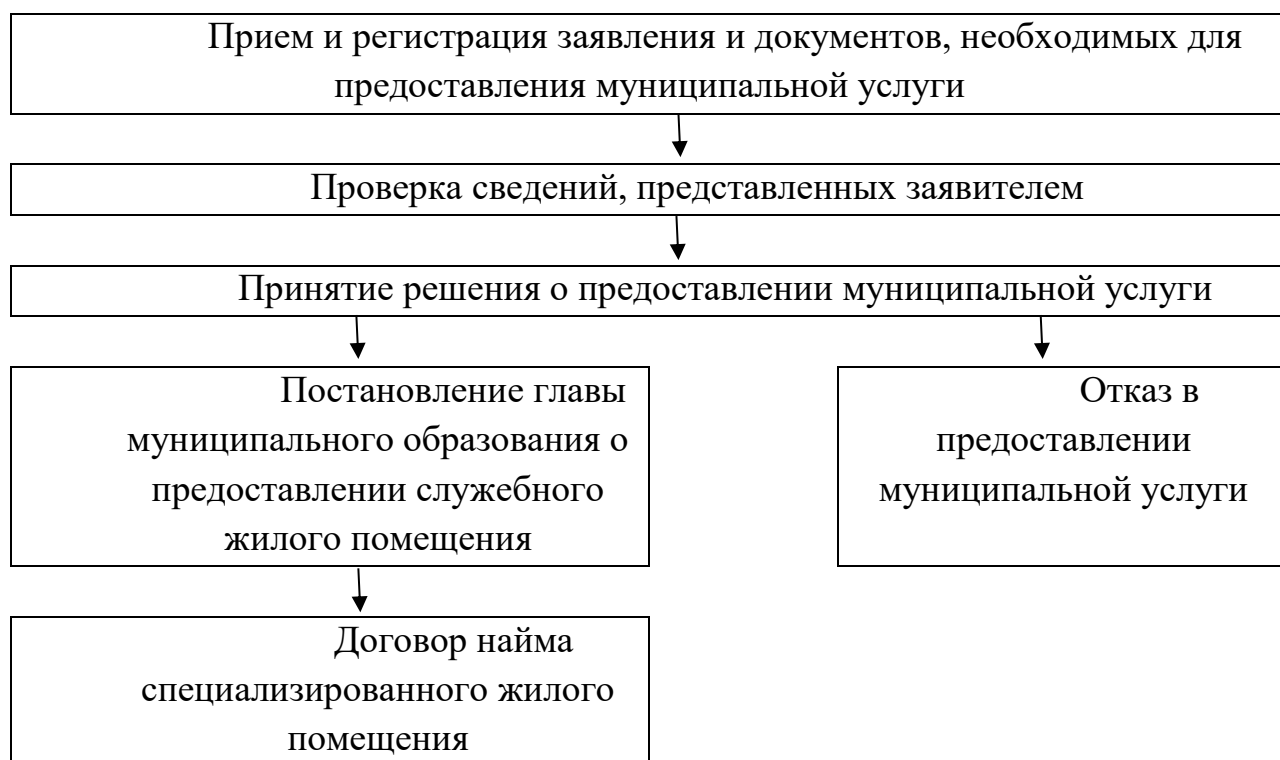 Прием и регистрация заявления и документов, необходимых для
предоставления муниципальной услуги
Проверка сведений, представленных заявителем
Принятие решения о предоставлении муниципальной услуги
Постановление главы
муниципального образования о
предоставлении служебного
жилого помещения
Отказ в
предоставлении
муниципальной услуги
Договор найма
специализированного жилого
помещения